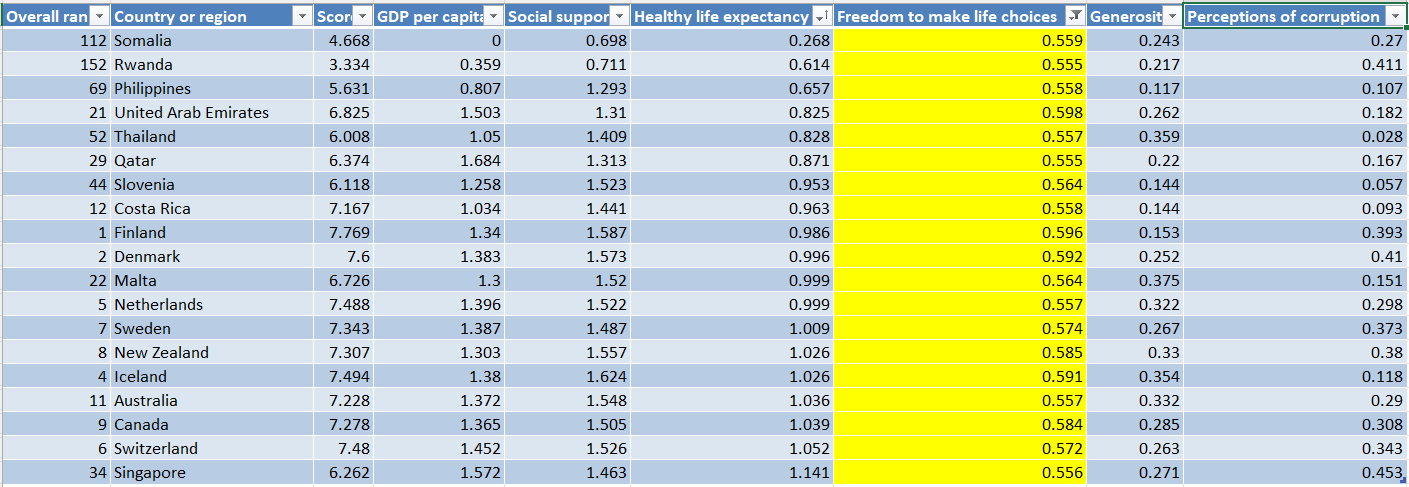 Overall ran Country or region Scor GDP per capita Social suppor Healthy life expectancy Freedom to make life choices Generosit Perceptions of corruption
112 Somalia 4.668 0 0.698 0.268 0.559 0.243 0.27
152 Rwanda 3.334 0.359 0.711 0.614 0.555 0.217 0.411
69 Philippines 5.631 0.807 1.293 0.657 0.558 0.117 0.107
21 United Arab Emirates 6.825 1.503 1.31 0.825 0.598 0.262 0.182
52 Thailand 6.008 1.05 1.409 0.828 0.557 0.359 0.028
29 Qatar 6.374 1.684 1.313 0.871 0.555 0.22 0.167
44 Slovenia 6.118 1.258 1.523 0.953 0.564 0.144 0.057
12 Costa Rica 7.167 1.034 1.441 0.963 0.558 0.144 0.093
1 Finland 7.769 1.34 1.587 0.986 0.596 0.153 0.393
2 Denmark 7.6 1.383 1.573 0.996 0.592 0.252 0.41
22 Malta 6.726 1.3 1.52 0.999 0.564 0.375 0.151
5 Netherlands 7.488 1.396 1.522 0.999 0.557 0.322 0.298
7 Sweden 7.343 1.387 1.487 1.009 0.574 0.267 0.373
8 New Zealand 7.307 1.303 1.557 1.026 0.585 0.33 0.38
4 Iceland 7.494 1.38 1.624 1.026 0.591 0.354 0.118
11 Australia 7.228 1.372 1.548 1.036 0.557 0.332 0.29
9 Canada 7.278 1.365 1.505 1.039 0.584 0.285 0.308
6 Switzerland 7.48 1.452 1.526 1.052 0.572 0.263 0.343
34 Singapore 6.262 1.572 1.463 1.141 0.556 0.271 0.453